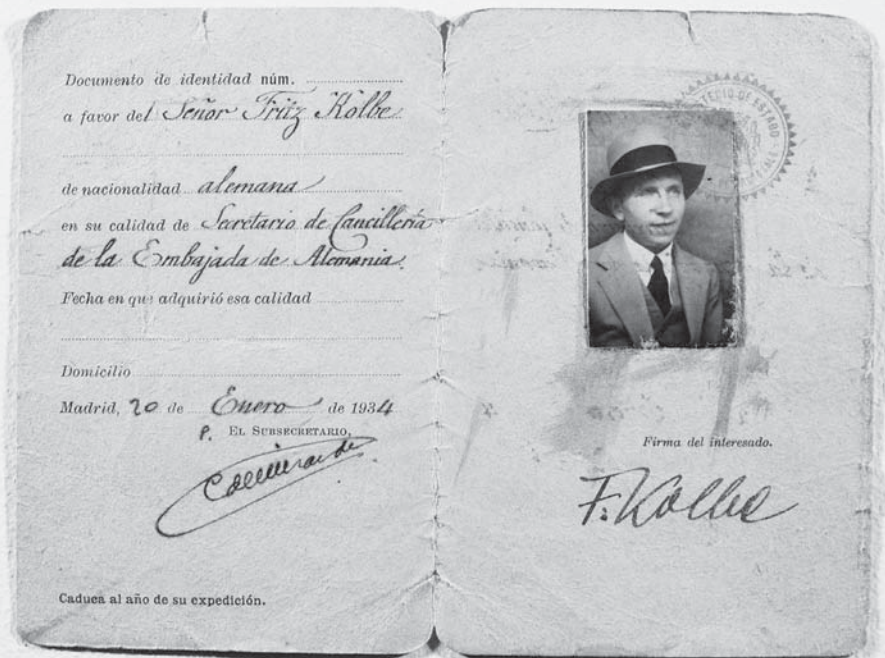 Documento de identidad núm.
a favor del Señor Fritz Kolbe
de nacionalidad alemana
en su calidad de Secretario de Cancillería
de la Embajada de Alemania.
Fecha en que adquirió esa calidad
Domicilio
Madrid, 20 de Enero de 1934
P. EL SUBSECRETARIO,
Caduca al año de su expedición.
DE ESTADO
Firma del interesado.
F. Kolbe